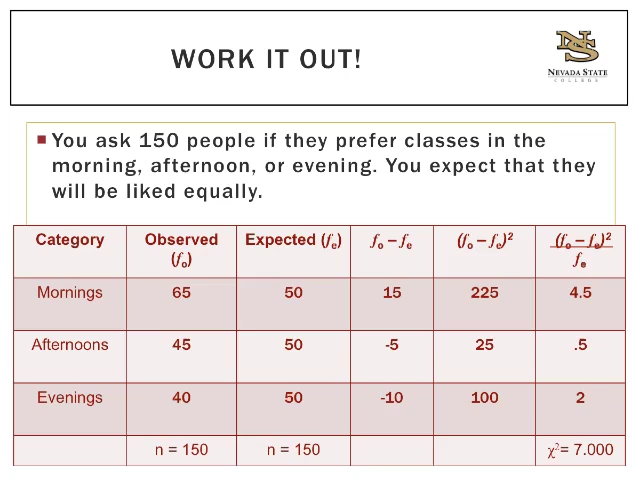 WORK IT OUT!
NEVADA STATE
COLLEGE
You ask 150 people if they prefer classes in the
morning, afternoon, or evening. You expect that they
will be liked equally.
Category Observed (fo) Expected (fe) fo – fe (fo – fe)² (fo – fe)² fe
Mornings 65 50 15 225 4.5
Afternoons 45 50 -5 25 .5
Evenings 40 50 -10 100 2
n = 150 n = 150 χ²= 7.000